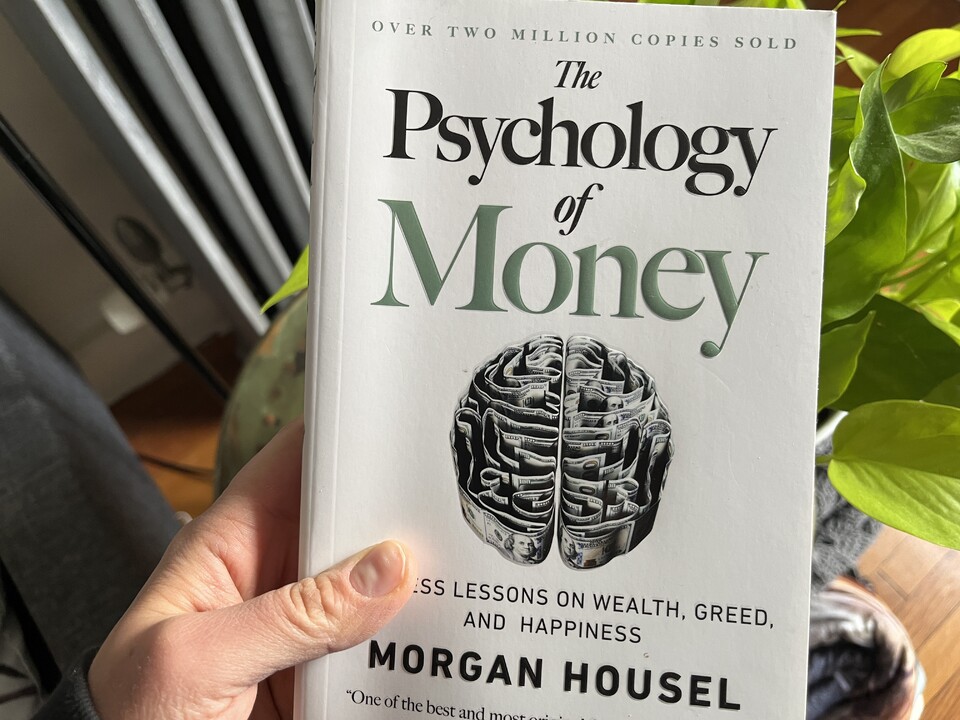 OVER TWO MILLION COPIES SOLD
The
Psychology
of
Money
ESS LESSONS ON WEALTH, GREED,
AND HAPPINESS
MORGAN HOUSEL
“One of the best and most